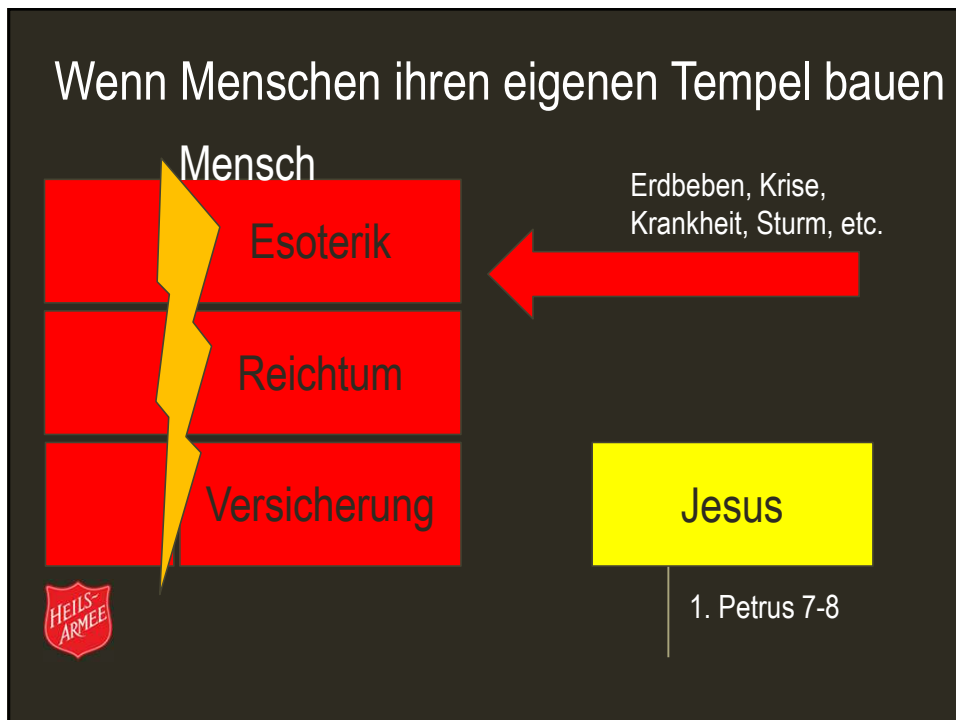 Wenn Menschen ihren eigenen Tempel bauen
Mensch
Esoterik
Reichtum
Versicherung
Erdbeben, Krise,
Krankheit, Sturm, etc.
Jesus
1. Petrus 7-8
HEILS-
ARMEE